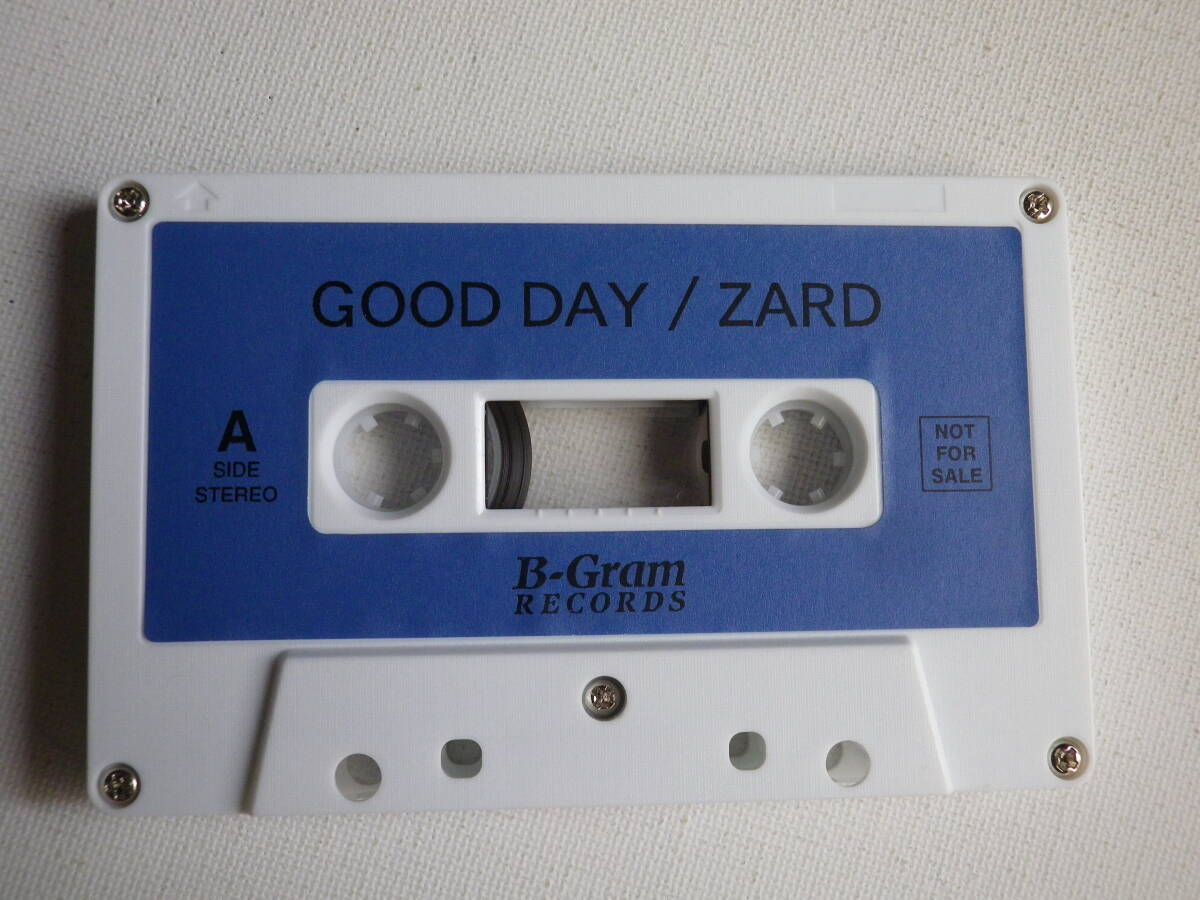 GOOD DAY / ZARD
A
SIDE
STEREO
NOT
FOR
SALE
B-Gram
RECORDS